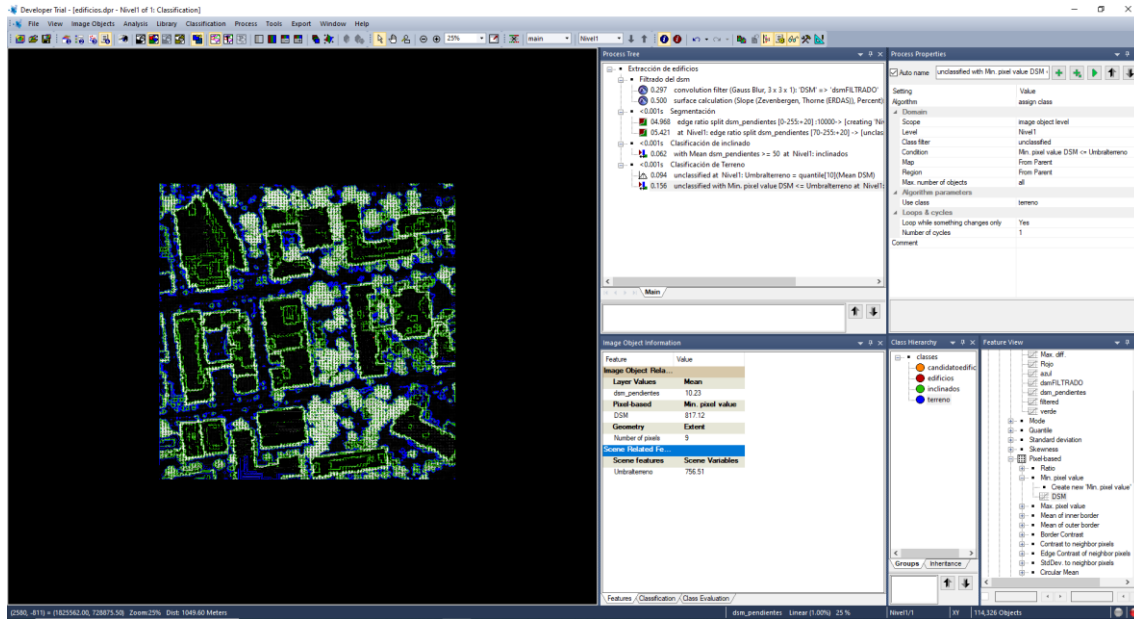 Developer Trial - [edificios.dpr - Nivel1 of 1: Classification]
File View Image Objects Analysis Library Classification Process Tools Export Window Help
25% main Nivel1
Process Tree
Extracción de edificios
Filtrado del dsm
0.297 convolution filter (Gauss Blur, 3 x 3 x 1): 'DSM' => 'dsmFILTRADO'
0.500 surface calculation (Slope (Zevenbergen, Thorne (ERDAS)), Percent)
<0.001s Segmentación
04.968 edge ratio split dsm_pendientes [0-255:+20] :10000-> [creating 'Ni
05.421 at Nivel1: edge ratio split dsm_pendientes [70-255:+20] -> [unclas
<0.001s Clasificación de inclinado
0.062 with Mean dsm_pendientes >= 50 at Nivel1: inclinados
<0.001s Clasificación de Terreno
0.094 unclassified at Nivel1: Umbralterreno = quantile[10](Mean DSM)
0.156 unclassified with Min. pixel value DSM <= Umbralterreno at Nivel1:
Main
Process Properties
Auto name unclassified with Min. pixel value DSM <
Setting Value
Algorithm assign class
Domain
Scope image object level
Level Nivel1
Class filter unclassified
Condition Min. pixel value DSM <= Umbralterreno
Map From Parent
Region From Parent
Max. number of objects all
Algorithm parameters
Use class terreno
Loops & cycles
Loop while something changes only Yes
Number of cycles 1
Comment
Image Object Information
Feature Value
Image Object Rela...
Layer Values Mean
dsm_pendientes 10.23
Pixel-based Min. pixel value
DSM 817.12
Geometry Extent
Number of pixels 9
Scene Related Fe...
Scene features Scene Variables
Umbralterreno 756.51
Features Classification Class Evaluation
Class Hierarchy
classes
candidatoedific
edificios
inclinados
terreno
Groups Inheritance
Feature View
Max. diff.
Rojo
azul
dsmFILTRADO
dsm_pendientes
filtered
verde
Mode
Quantile
Standard deviation
Skewness
Pixel-based
Ratio
Min. pixel value
Create new 'Min. pixel value'
DSM
Max. pixel value
Mean of inner border
Mean of outer border
Border Contrast
Contrast to neighbor pixels
Edge Contrast of neighbor pixels
StdDev. to neighbor pixels
Circular Mean
(2580, -811) = (1825562.00, 728875.50) Zoom:25% Dist: 1049.60 Meters
dsm_pendientes Linear (1.00%) 25 % Nivel1/1 XY 114,326 Objects